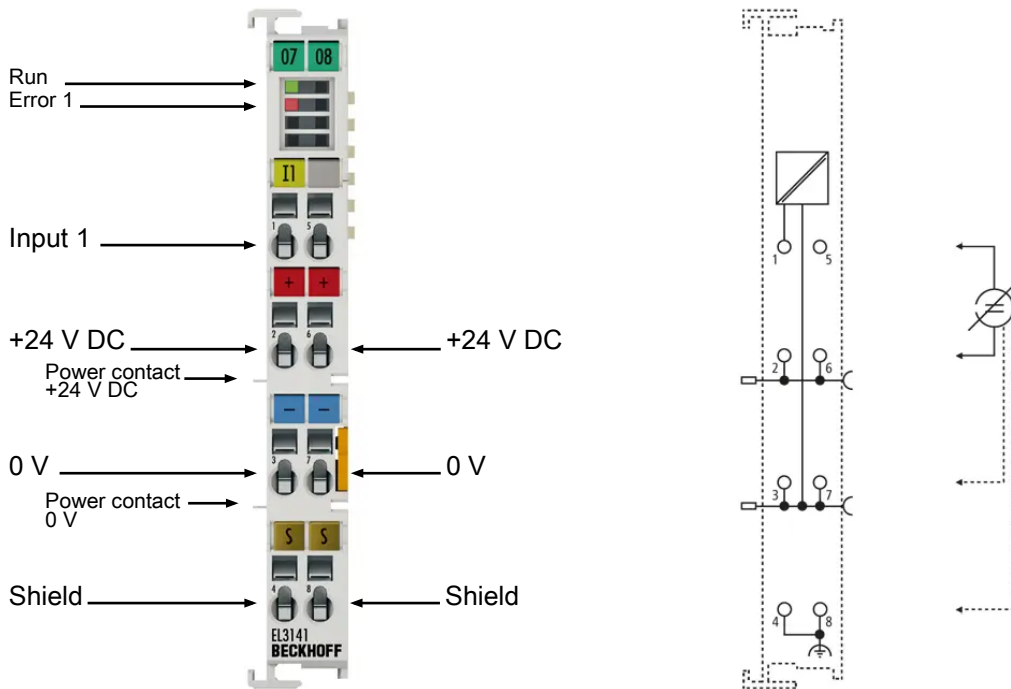 07 08
Run
Error 1
I1
1 5
Input 1
+ +
2 6
+24 V DC
+24 V DC
Power contact
+24 V DC
− −
3 7
0 V
0 V
Power contact
0 V
S S
4 8
Shield
Shield
EL3141
BECKHOFF
1 5
2 6
3 7
4 8